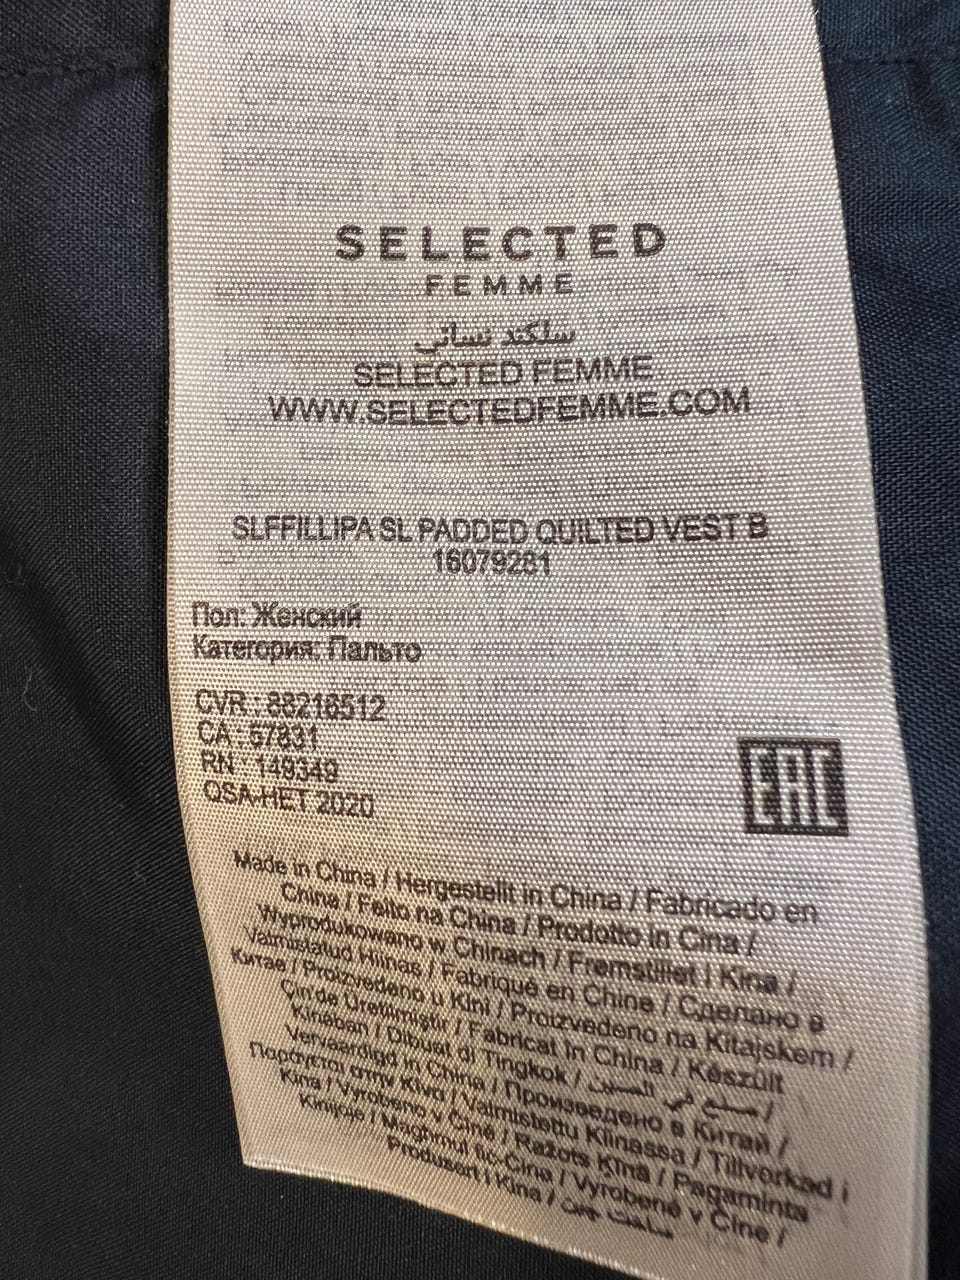 SELECTED
FEMME
سلكتد نسائي
SELECTED FEMME
WWW.SELECTEDFEMME.COM
SLFFILLIPA SL PADDED QUILTED VEST B
16079281
Пол: Женский
Категория: Пальто
CVR : 88216512
CA : 57831
RN : 149349
QSA-HET 2020
EAC
Made in China / Hergestellt in China / Fabricado en
China / Feito na China / Prodotto in Cina /
Wyprodukowano w Chinach / Fremstillet i Kina /
Valmistatud Hiinas / Fabriqué en Chine / Сделано в
Китае / Proizvedeno u Kini / Proizvedeno na Kitajskem /
Çin'de Üretilmiştir / Fabricat în China / Készült
Kínában / Dibuat di Tingkok / صنع في الصين /
Vervaardigd in China / Произведено в Китай /
Παράγεται στην Κίνα / Valmistettu Kiinassa / Tillverkad i
Kina / Vyrobeno v Číně / Ražots Ķīnā / Pagaminta
Kinijoje / Maghmul fic-Ċina / Vyrobené v Číne /
Produsert i Kina / ساخت چین